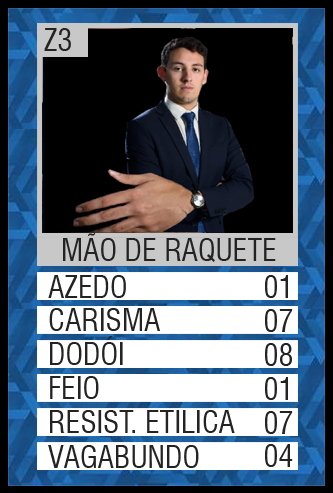 Z3
MÃO DE RAQUETE
AZEDO 01
CARISMA 07
DODÓI 08
FEIO 01
RESIST. ETILICA 07
VAGABUNDO 04